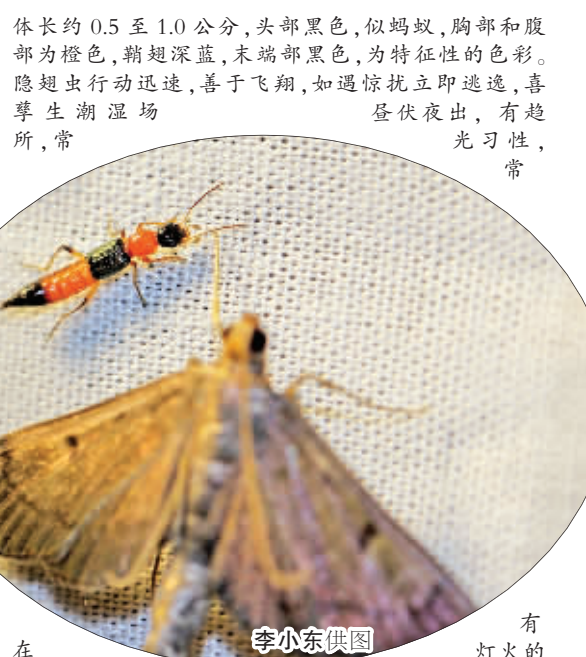 体长约 0.5 至 1.0 公分,头部黑色,似蚂蚁,胸部和腹
部为橙色,鞘翅深蓝,末端部黑色,为特征性的色彩。
隐翅虫行动迅速,善于飞翔,如遇惊扰立即逃逸,喜
孳生潮湿场 昼伏夜出, 有趋
所,常 光习性,
常
有
在 灯火的
李小东供图